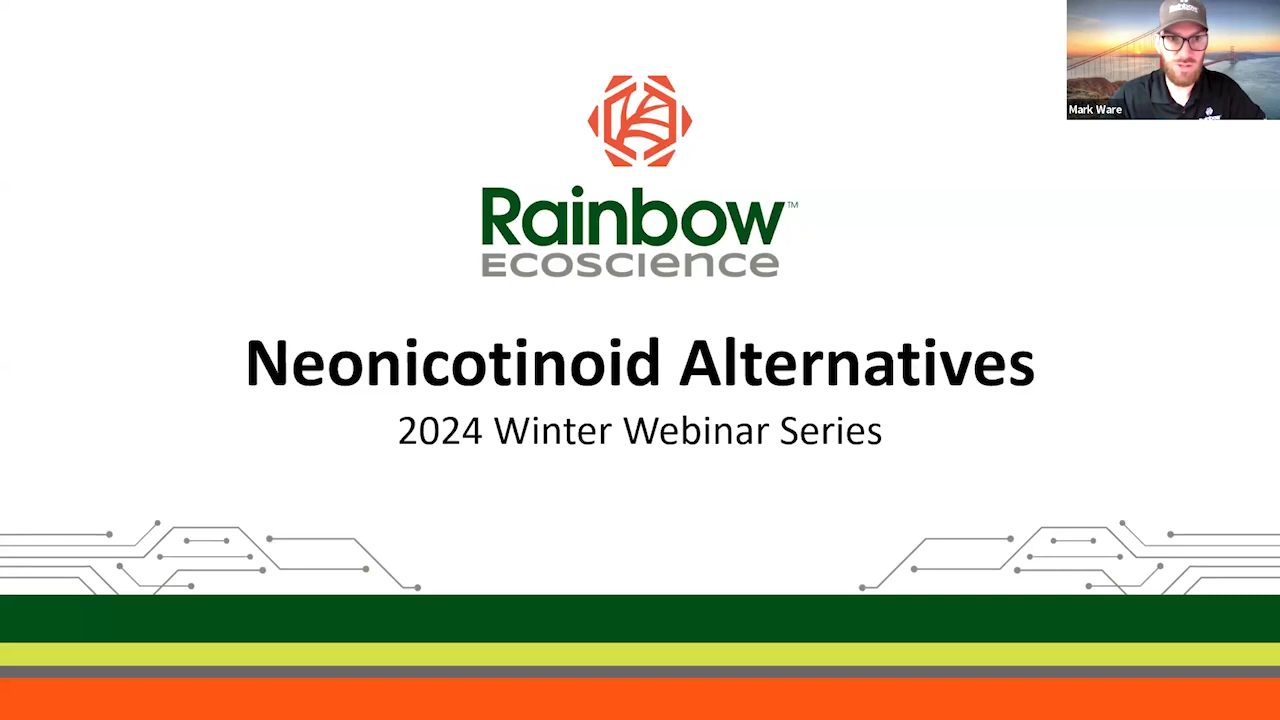 Rainbow™
Ecoscience
Neonicotinoid Alternatives
2024 Winter Webinar Series
Mark Ware